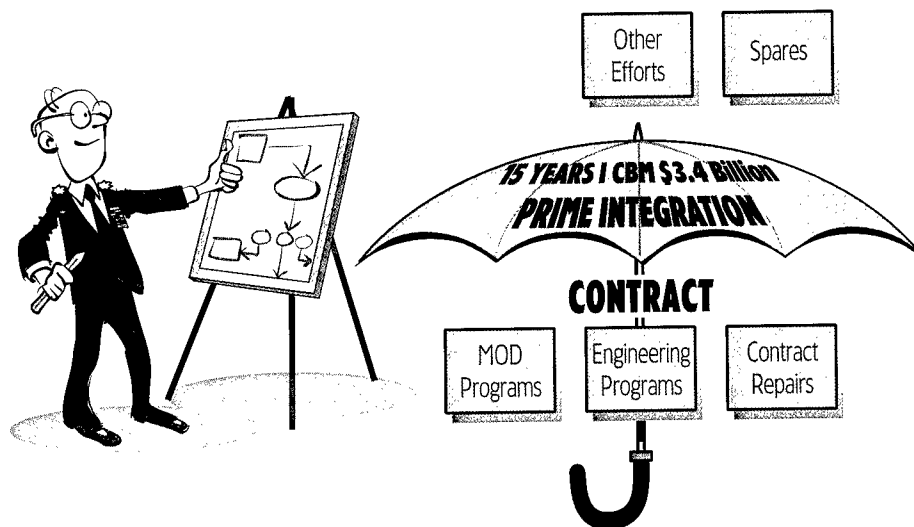 Other
Efforts
Spares
15 YEARS I CBM $3.4 Billion
PRIME INTEGRATION
CONTRACT
MOD
Programs
Engineering
Programs
Contract
Repairs